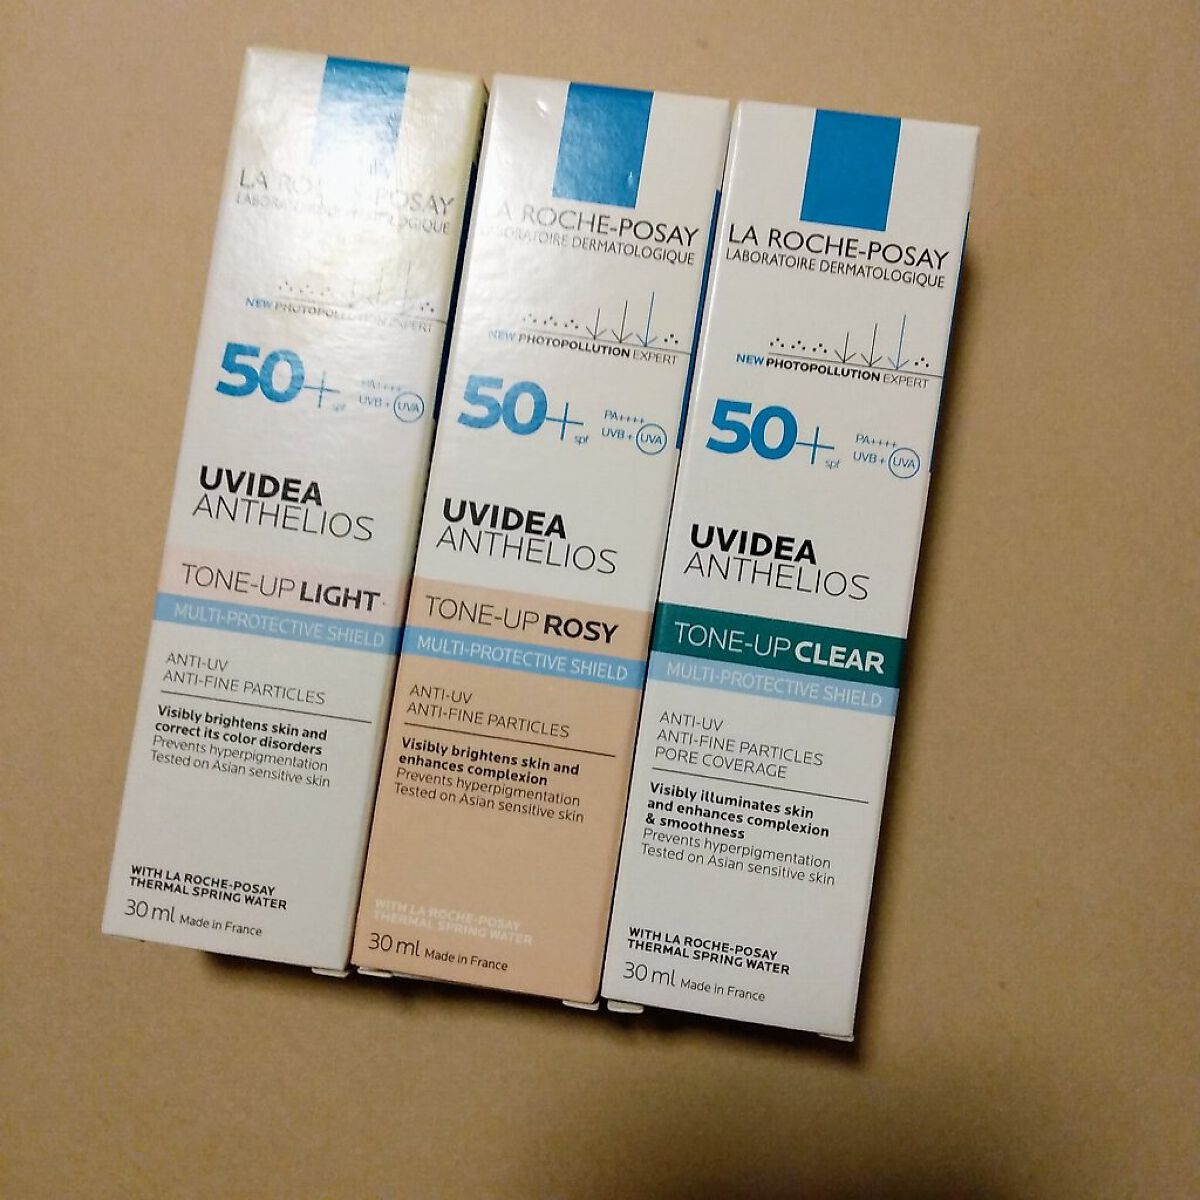 LA ROCHE-POSAY
LABORATOIRE DERMATOLOGIQUE
NEW PHOTOPOLLUTION EXPERT
50+
spf
PA++++
UVB + UVA
UVIDEA
ANTHELIOS
TONE-UP LIGHT
MULTI-PROTECTIVE SHIELD
ANTI-UV
ANTI-FINE PARTICLES
Visibly brightens skin and
correct its color disorders
Prevents hyperpigmentation
Tested on Asian sensitive skin
WITH LA ROCHE-POSAY
THERMAL SPRING WATER
30 ml Made in France
LA ROCHE-POSAY
LABORATOIRE DERMATOLOGIQUE
NEW PHOTOPOLLUTION EXPERT
50+
spf
PA++++
UVB + UVA
UVIDEA
ANTHELIOS
TONE-UP ROSY
MULTI-PROTECTIVE SHIELD
ANTI-UV
ANTI-FINE PARTICLES
Visibly brightens skin and
enhances complexion
Prevents hyperpigmentation
Tested on Asian sensitive skin
WITH LA ROCHE-POSAY
THERMAL SPRING WATER
30 ml Made in France
LA ROCHE-POSAY
LABORATOIRE DERMATOLOGIQUE
NEW PHOTOPOLLUTION EXPERT
50+
spf
PA++++
UVB + UVA
UVIDEA
ANTHELIOS
TONE-UP CLEAR
MULTI-PROTECTIVE SHIELD
ANTI-UV
ANTI-FINE PARTICLES
PORE COVERAGE
Visibly illuminates skin
and enhances complexion
& smoothness
Prevents hyperpigmentation
Tested on Asian sensitive skin
WITH LA ROCHE-POSAY
THERMAL SPRING WATER
30 ml Made in France